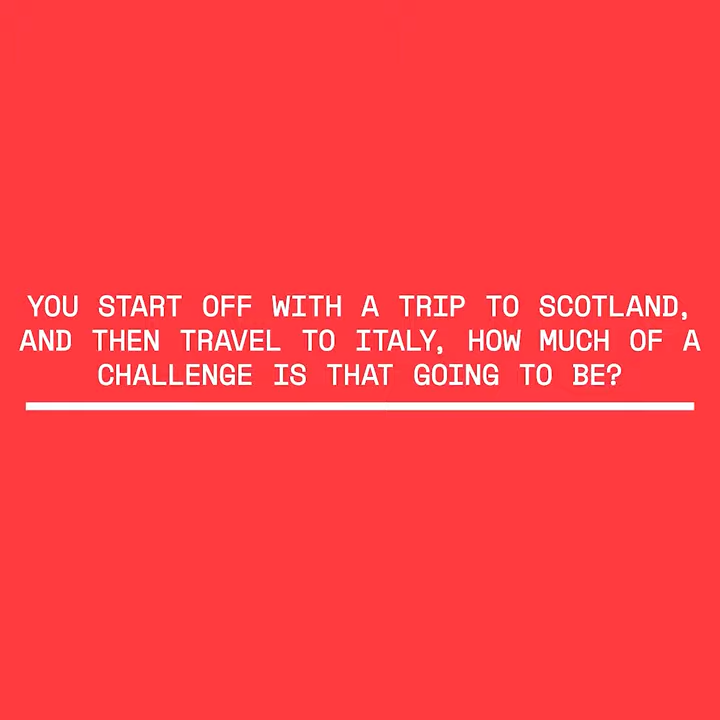 YOU START OFF WITH A TRIP TO SCOTLAND,
AND THEN TRAVEL TO ITALY, HOW MUCH OF A
CHALLENGE IS THAT GOING TO BE?